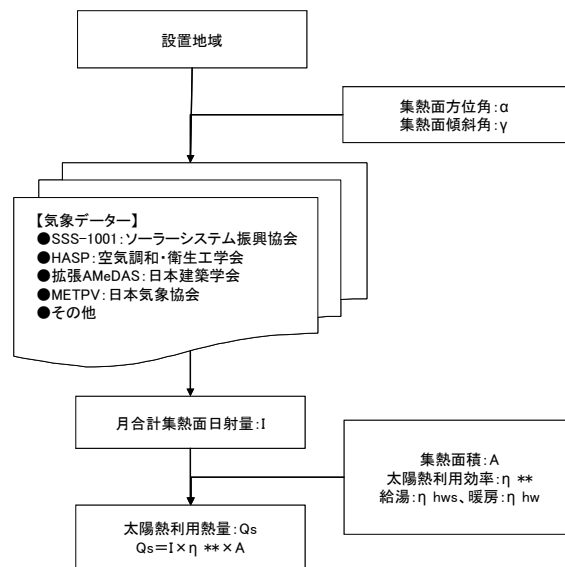 設置地域
集熱面方位角:α
集熱面傾斜角:γ
【気象データー】
●SSS-1001:ソーラーシステム振興協会
●HASP:空気調和・衛生工学会
●拡張AMeDAS:日本建築学会
●METPV:日本気象協会
●その他
月合計集熱面日射量:I
集熱面積:A
太陽熱利用効率:η **
給湯:η hws、暖房:η hw
太陽熱利用熱量:Qs
Qs=I×η **×A